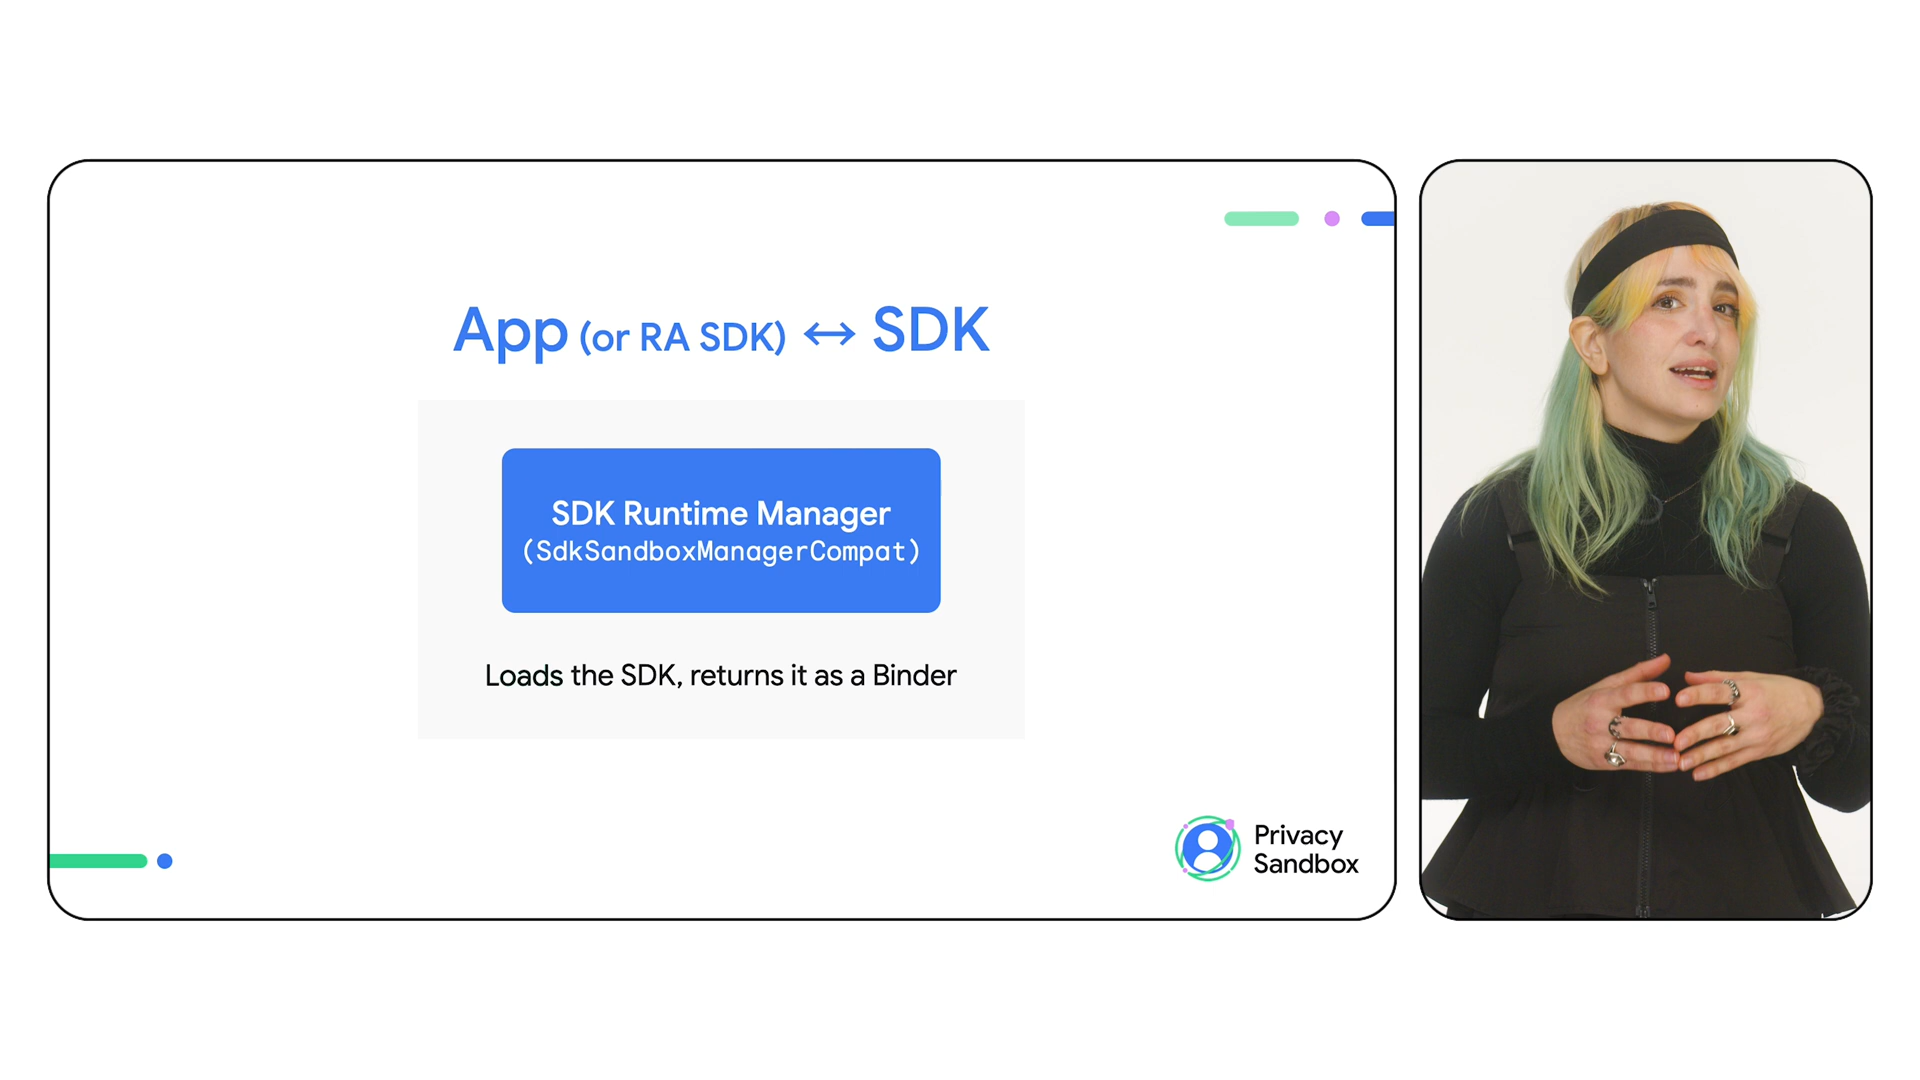 App (or RA SDK) ↔ SDK
SDK Runtime Manager
(SdkSandboxManagerCompat)
Loads the SDK, returns it as a Binder
Privacy
Sandbox